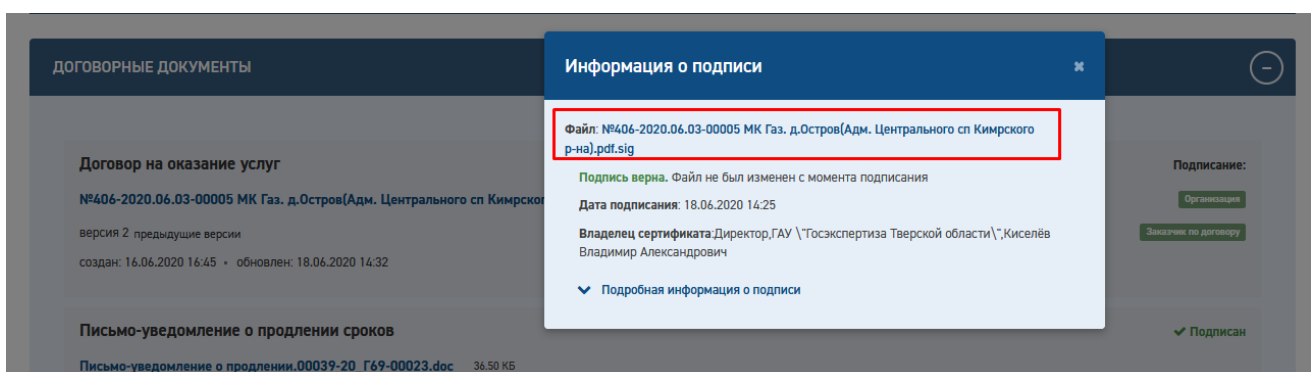 ДОГОВОРНЫЕ ДОКУМЕНТЫ
Информация о подписи
Файл: №406-2020.06.03-00005 МК Газ. д.Остров(Адм. Центрального сп Кимрского
р-на).pdf.sig
Подпись верна. Файл не был изменен с момента подписания
Дата подписания: 18.06.2020 14:25
Владелец сертификата:Директор,ГАУ \"Госэкспертиза Тверской области\",Киселёв
Владимир Александрович
Подробная информация о подписи
Договор на оказание услуг
Подписание:
№406-2020.06.03-00005 МК Газ. д.Остров(Адм. Центрального сп Кимрског
Организация
версия 2 предыдущие версии
Заказчик по договору
создан: 16.06.2020 16:45 • обновлен: 18.06.2020 14:32
Письмо-уведомление о продлении сроков
Подписан
Письмо-уведомление о продлении.00039-20_Г69-00023.doc 36.50 КБ